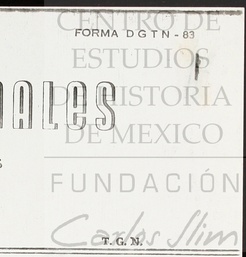 CENTRO DE
FORMA DGTN-83
ESTUDIOS
DE HISTORIA
NALES
DE MEXICO
S
FUNDACIÓN
Carlos Slim
T. G. N.